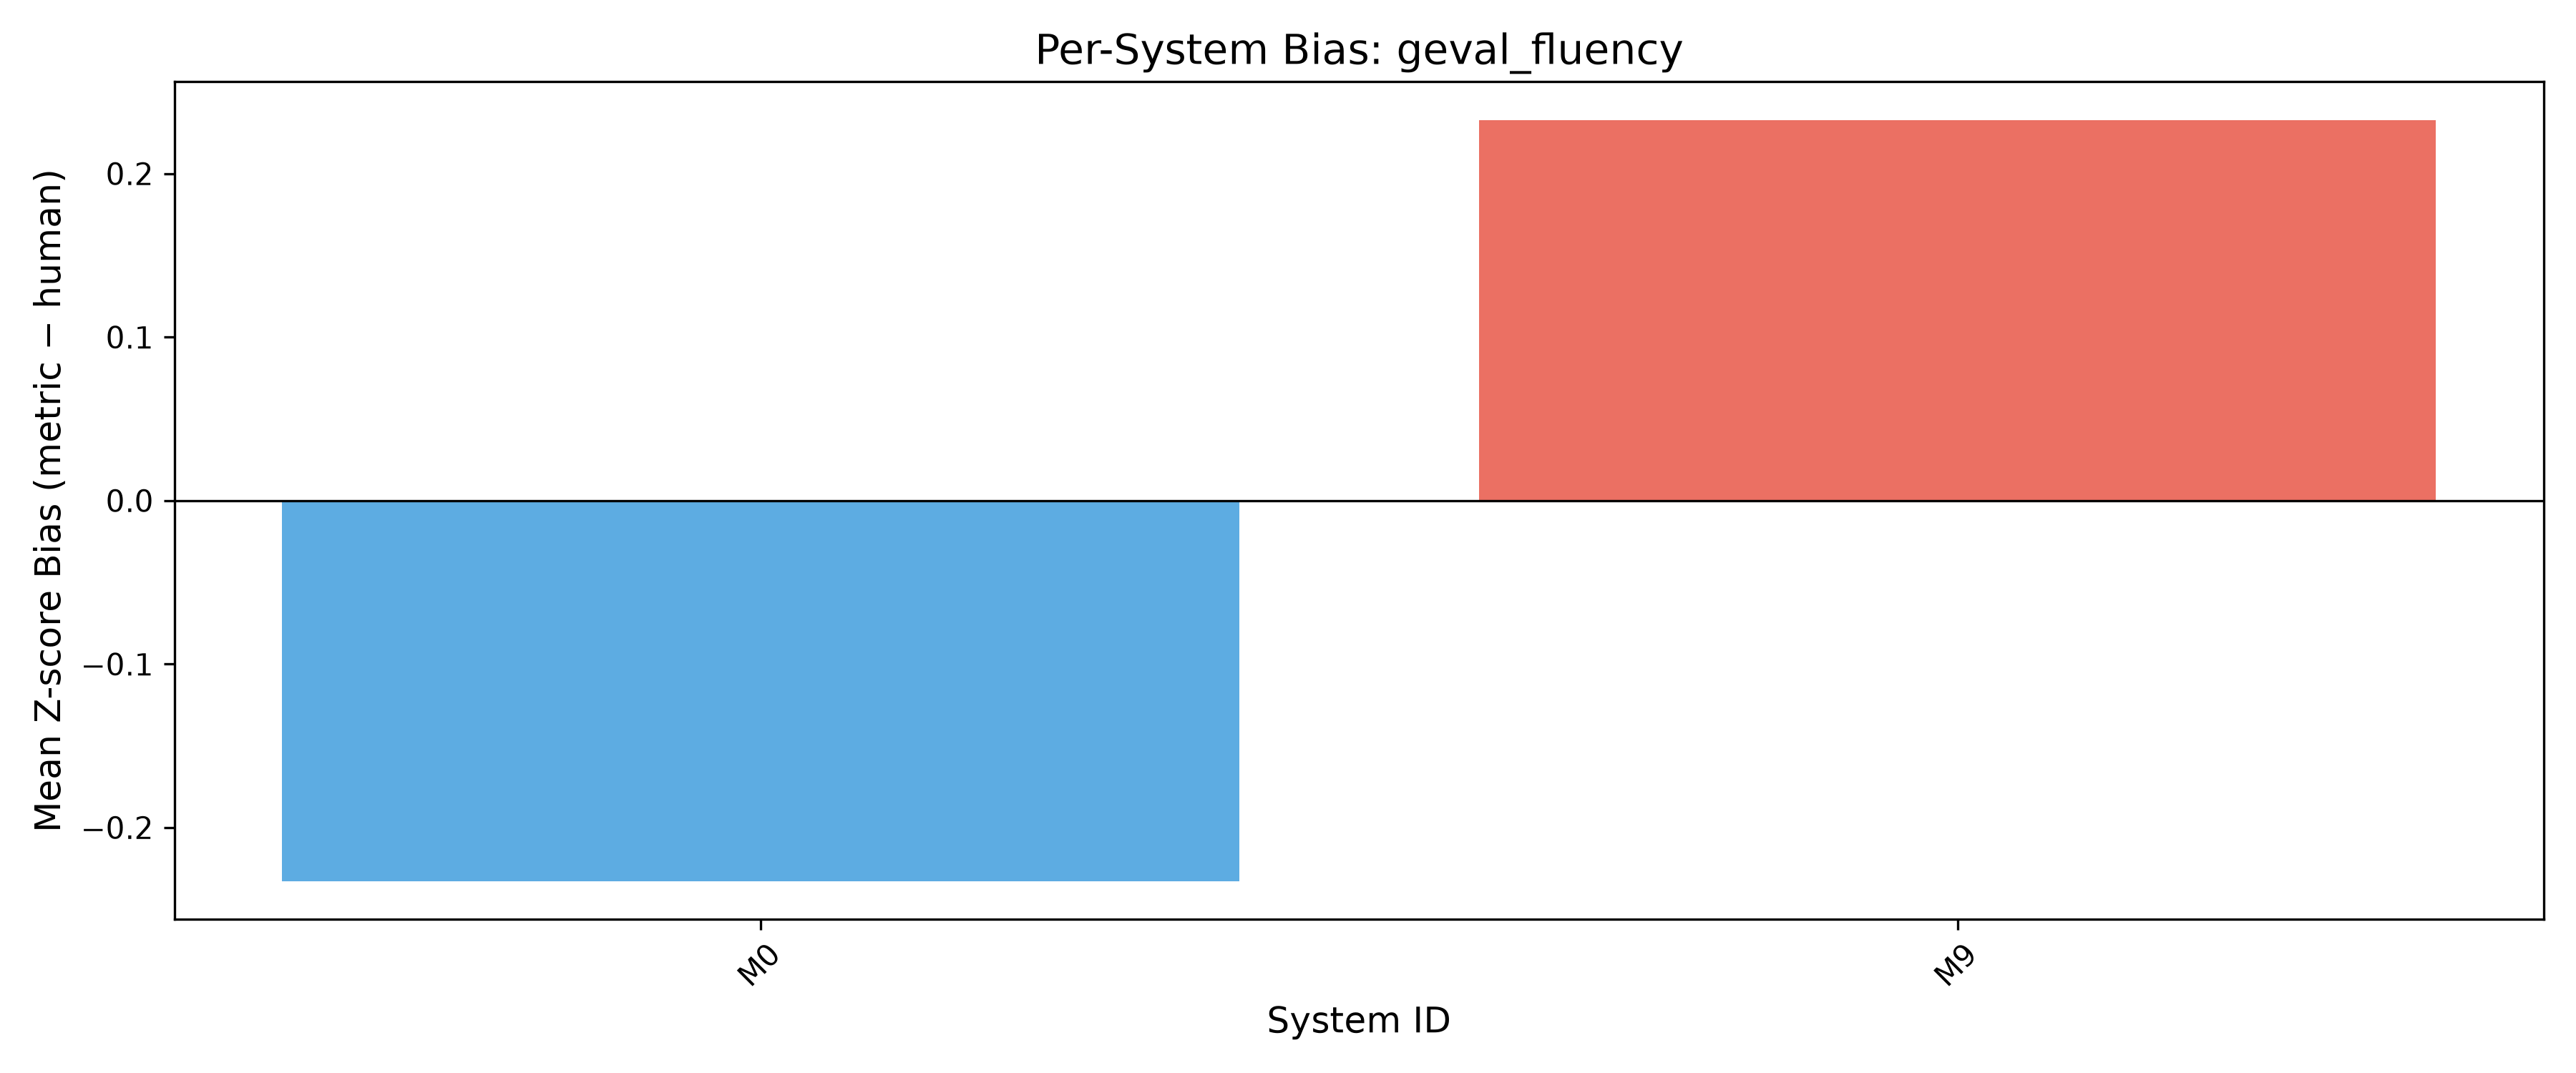 Per-System Bias: geval_fluency
Mean Z-score Bias (metric − human)
0.2
0.1
0.0
−0.1
−0.2
M0
M9
System ID